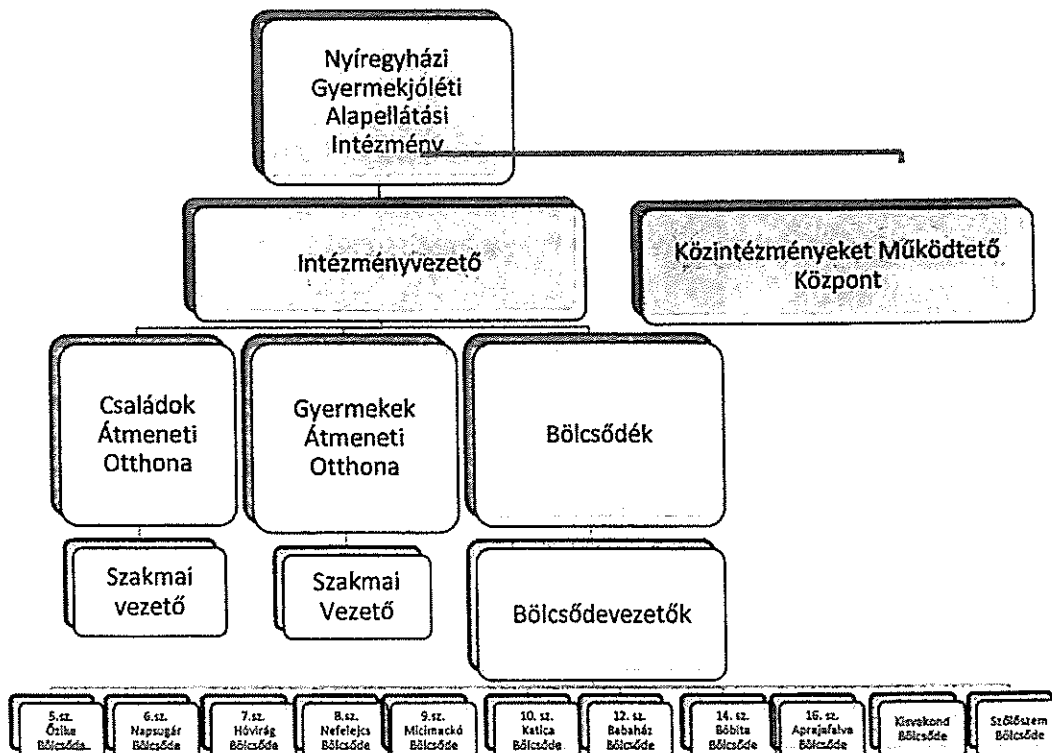 Nyíregyházi
Gyermekjóléti
Alapellátási
Intézmény
Intézményvezető
Közintézményeket Működtető
Központ
Családok
Átmeneti
Otthona
Gyermekek
Átmeneti
Otthona
Bölcsődék
Szakmai
vezető
Szakmai
Vezető
Bölcsődevezetők
5.sz.
Őzike
Bölcsőde
6.sz.
Napsugár
Bölcsőde
7.sz.
Hóvirág
Bölcsőde
8.sz.
Nefelejcs
Bölcsőde
9.sz.
Micimackó
Bölcsőde
10. sz.
Katica
Bölcsőde
12. sz.
Babaház
Bölcsőde
14. sz.
Bóbita
Bölcsőde
16. sz.
Aprajafalva
Bölcsőde
Kisvakond
Bölcsőde
Szőlőszem
Bölcsőde